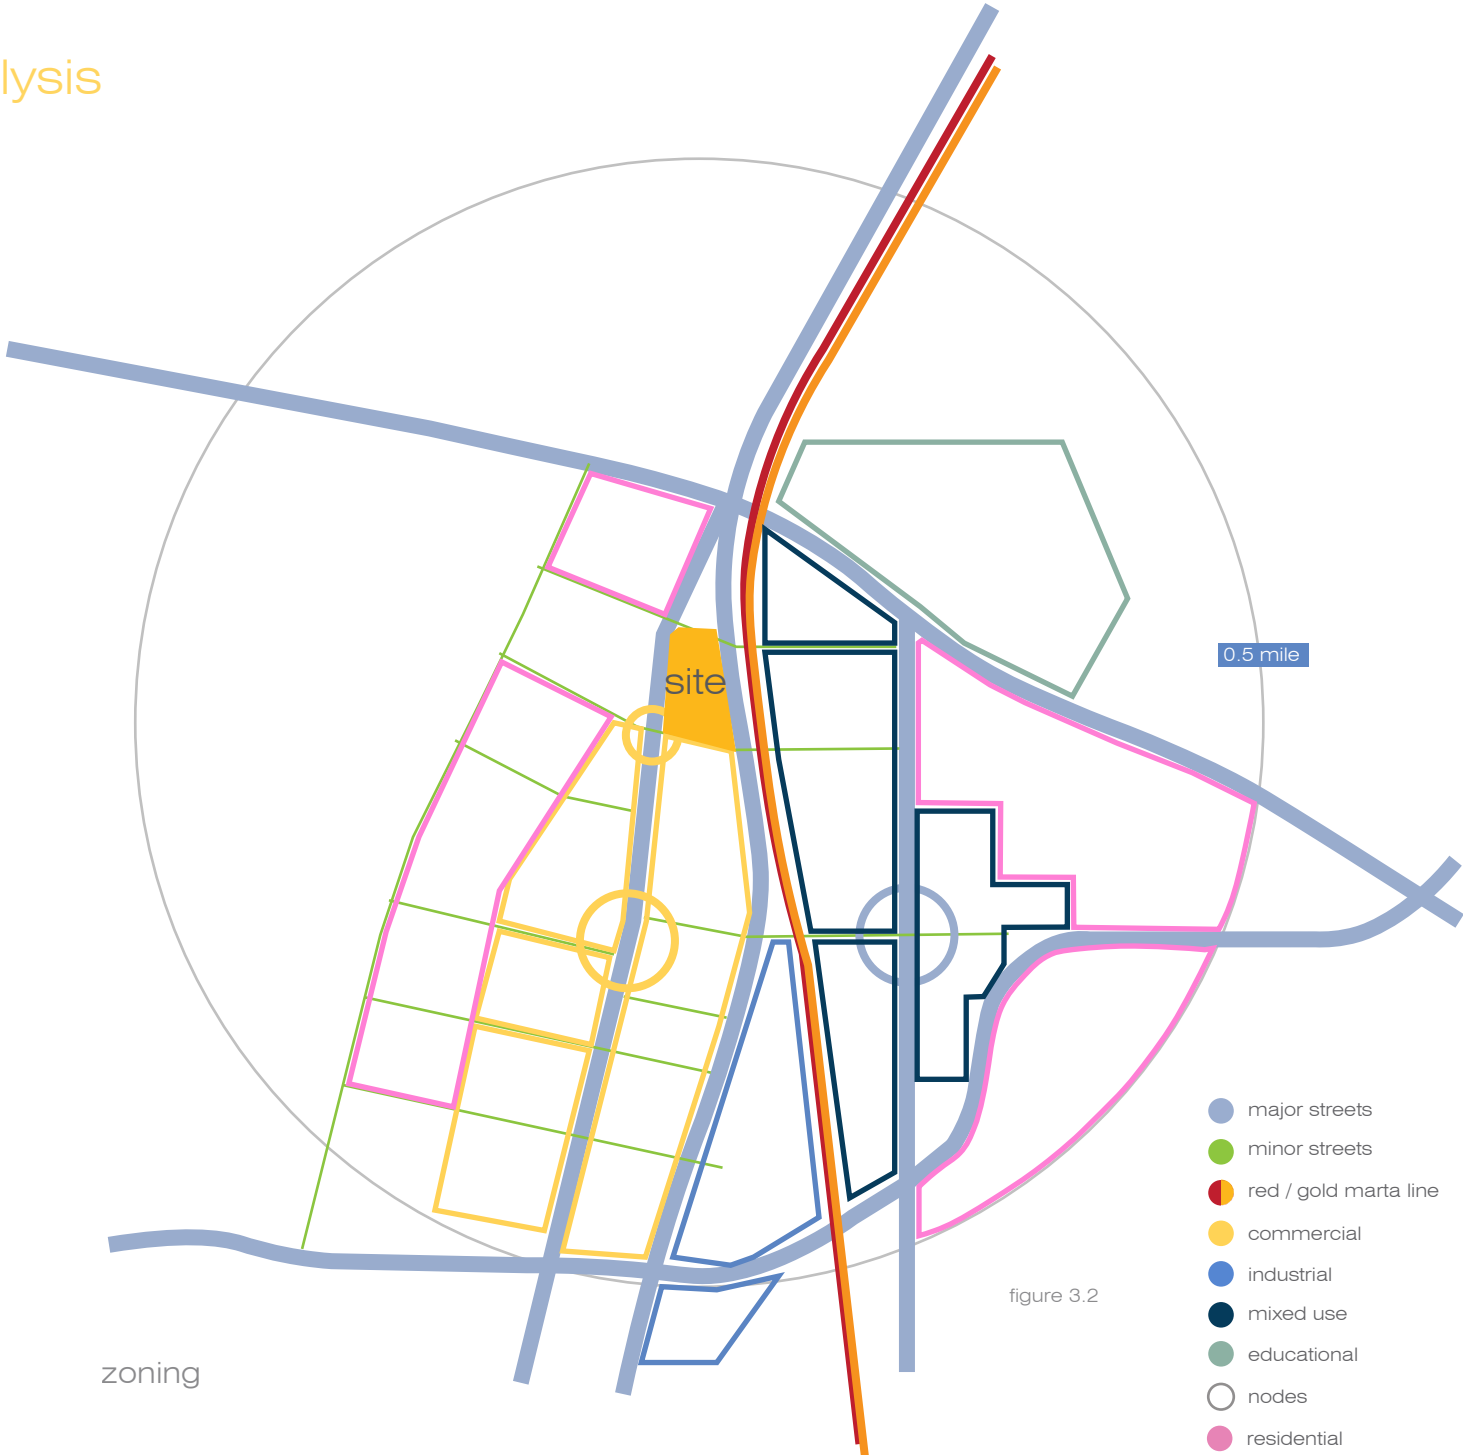 lysis
site
0.5 mile
major streets
minor streets
red / gold marta line
commercial
industrial
mixed use
educational
nodes
residential
figure 3.2
zoning